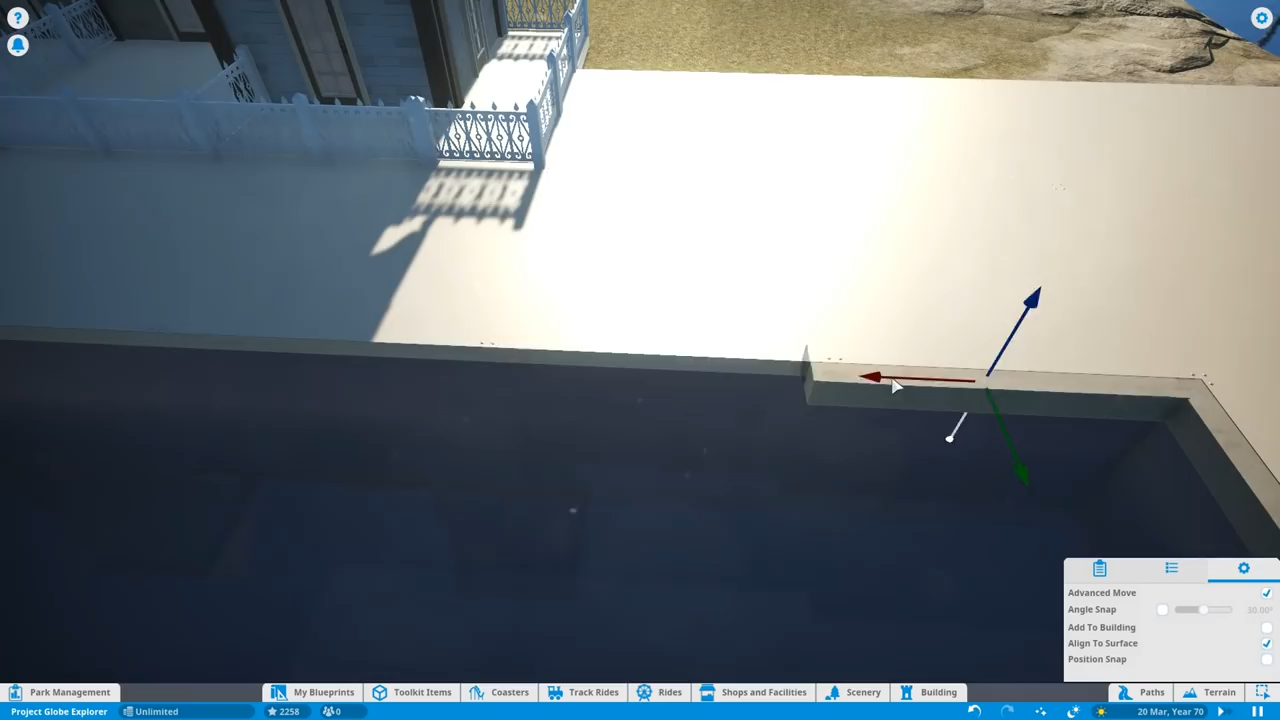 ?
Advanced Move
Angle Snap 30.00°
Add To Building
Align To Surface
Position Snap
Park Management My Blueprints Toolkit Items Coasters Track Rides Rides Shops and Facilities Scenery Building Paths Terrain
Project Globe Explorer Unlimited 2258 0 20 Mar, Year 70